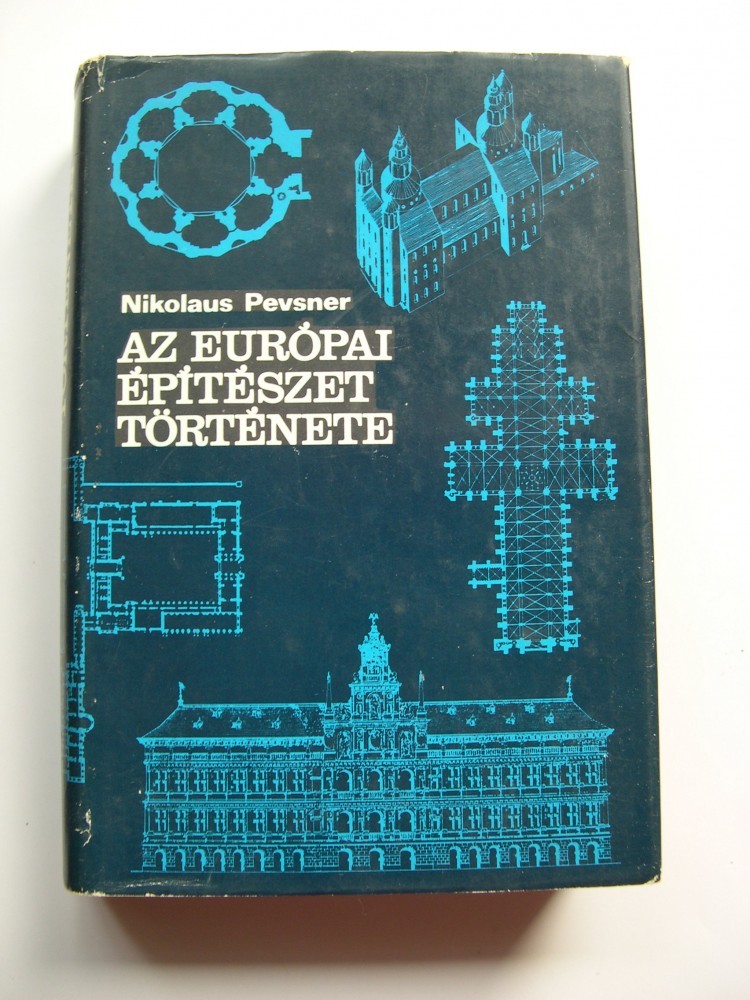 Nikolaus Pevsner
AZ EURÓPAI
ÉPÍTÉSZET
TÖRTÉNETE